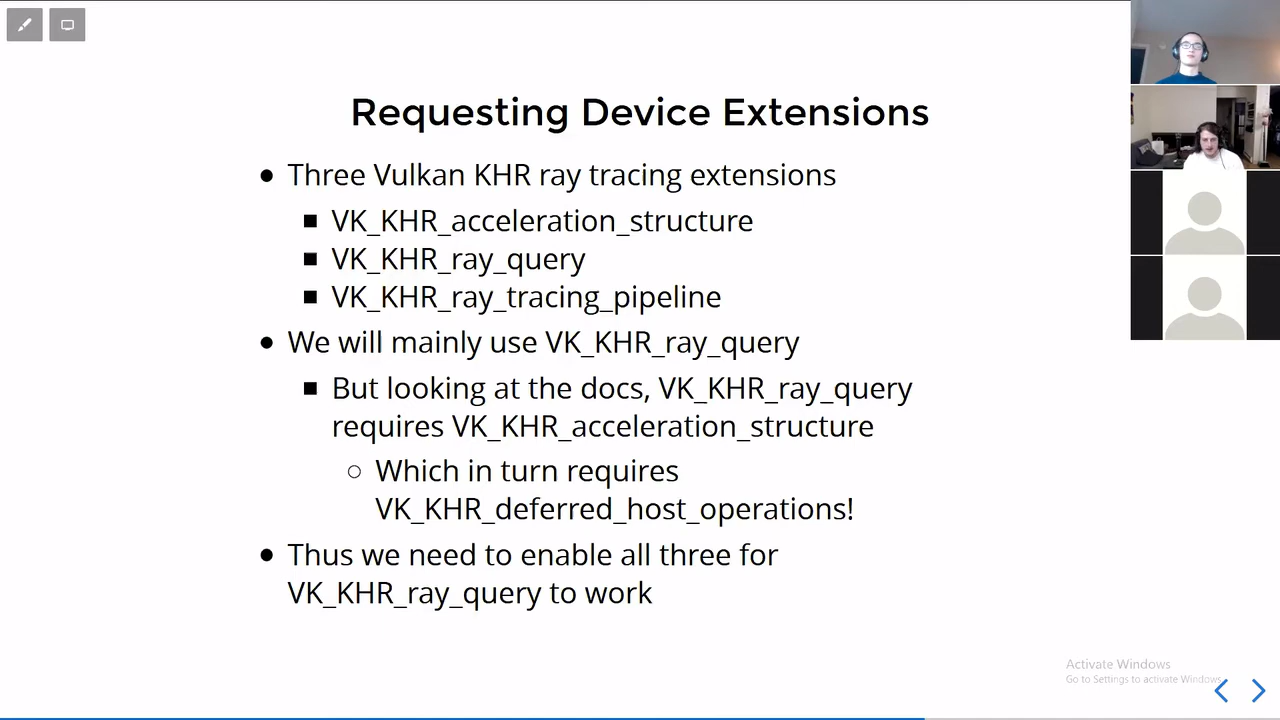 Requesting Device Extensions
Three Vulkan KHR ray tracing extensions
VK_KHR_acceleration_structure
VK_KHR_ray_query
VK_KHR_ray_tracing_pipeline
We will mainly use VK_KHR_ray_query
But looking at the docs, VK_KHR_ray_query
requires VK_KHR_acceleration_structure
Which in turn requires
VK_KHR_deferred_host_operations!
Thus we need to enable all three for
VK_KHR_ray_query to work
Activate Windows
Go to Settings to activate Windows.